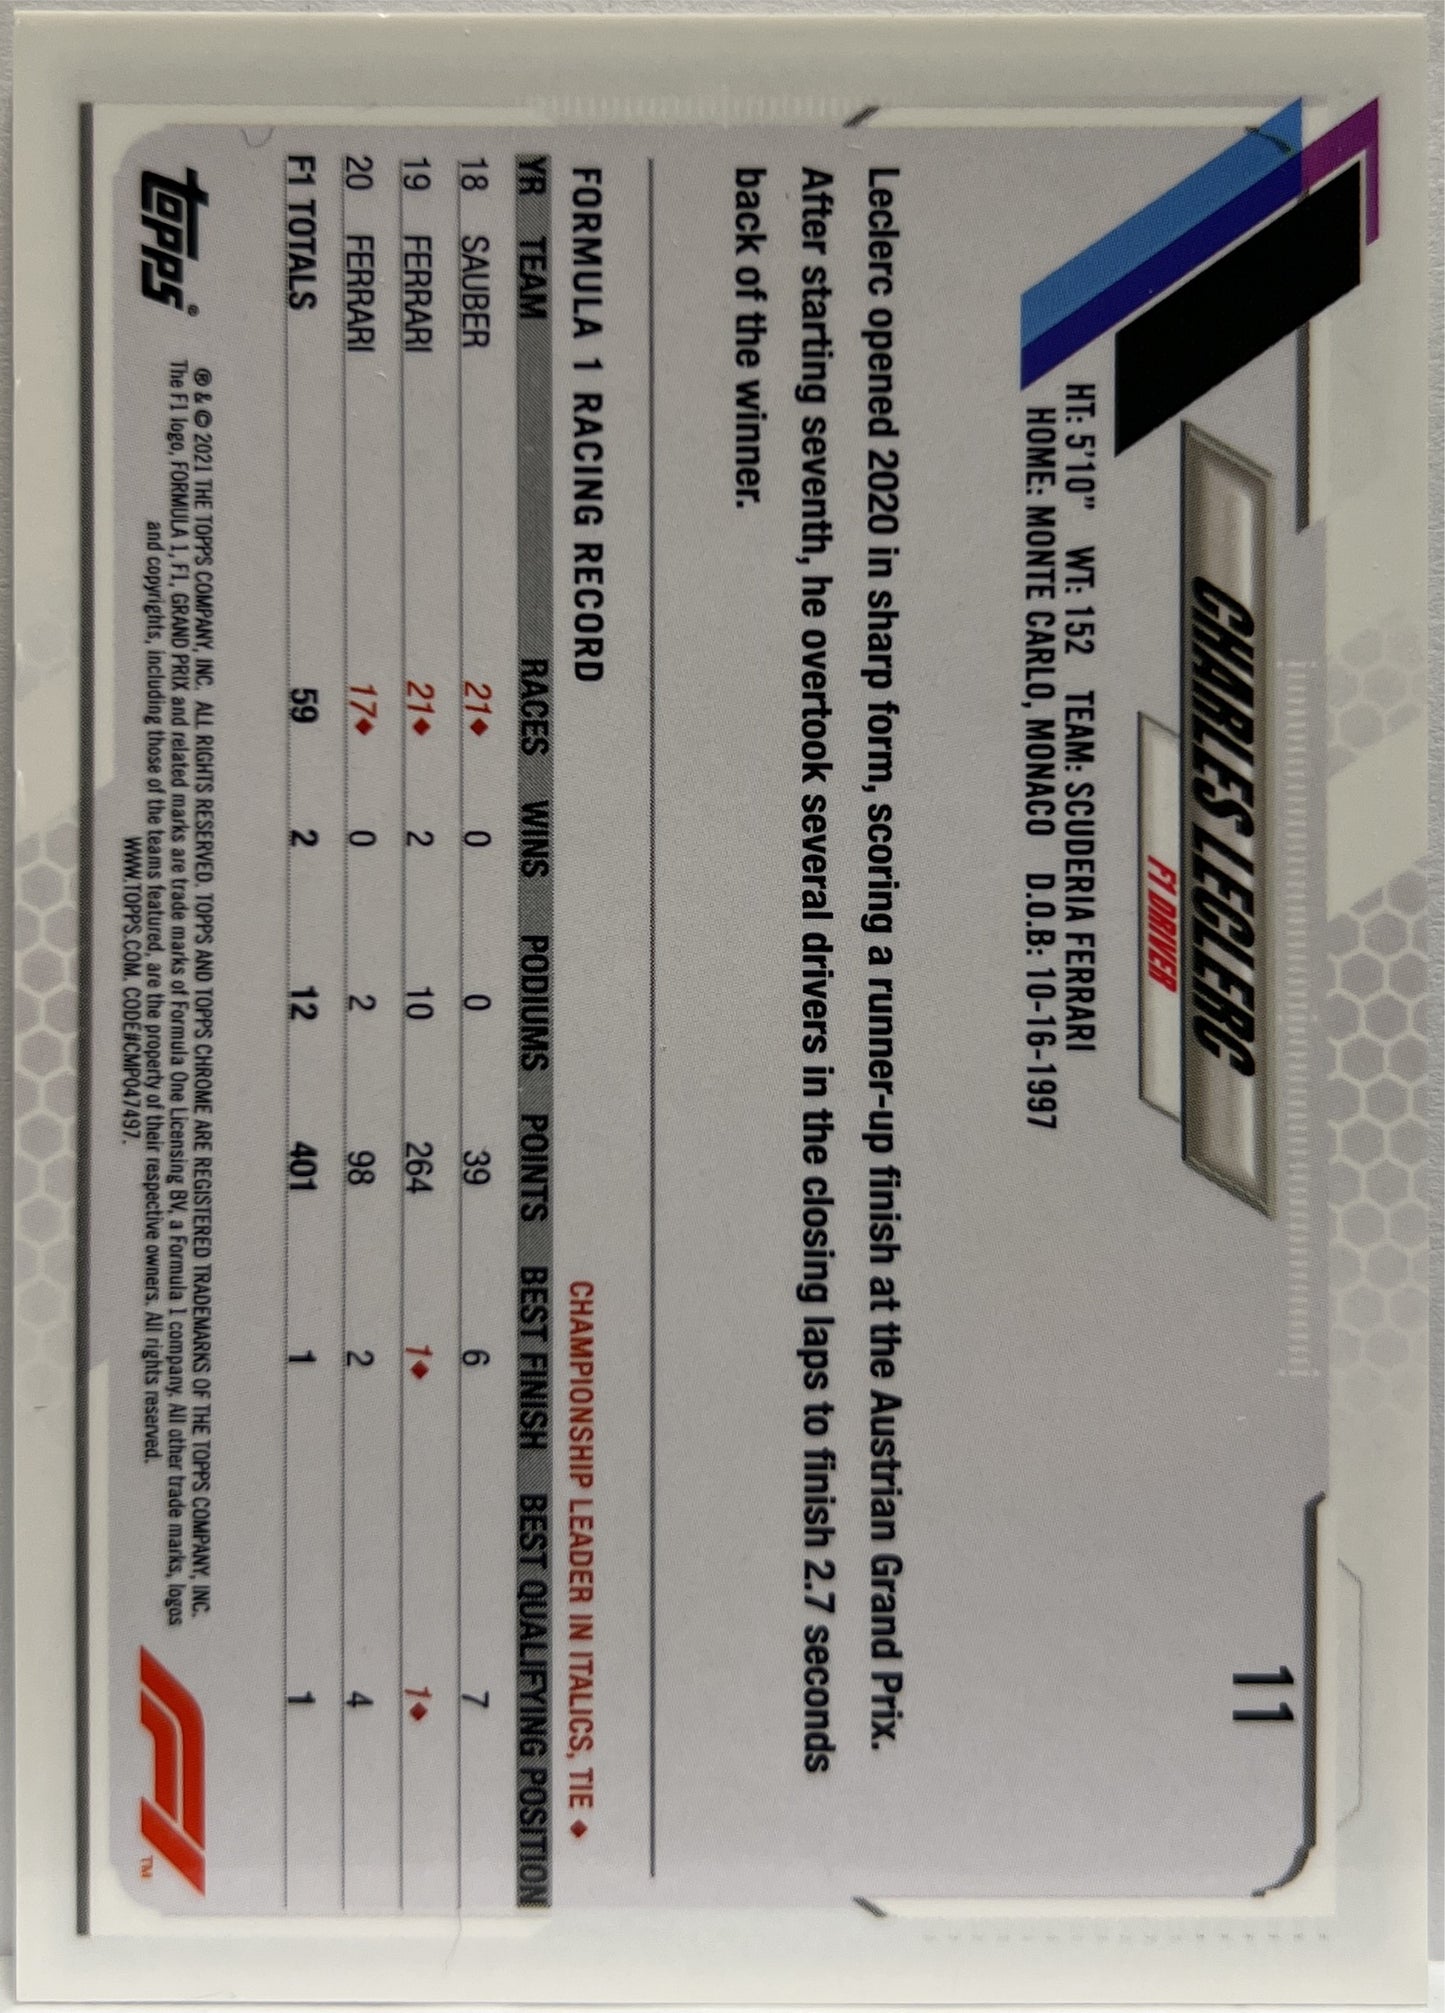 11
CHARLES LECLERC
F1 DRIVER
HT: 5'10" WT: 152 TEAM: SCUDERIA FERRARI
HOME: MONTE CARLO, MONACO D.O.B: 10-16-1997
Leclerc opened 2020 in sharp form, scoring a runner-up finish at the Austrian Grand Prix.
After starting seventh, he overtook several drivers in the closing laps to finish 2.7 seconds
back of the winner.
FORMULA 1 RACING RECORD CHAMPIONSHIP LEADER IN ITALICS, TIE ♦
YR TEAM RACES WINS PODIUMS POINTS BEST FINISH BEST QUALIFYING POSITION
18 SAUBER 21♦ 0 0 39 6 7
19 FERRARI 21♦ 2 10 264 1♦ 1♦
20 FERRARI 17♦ 0 2 98 2 4
F1 TOTALS 59 2 12 401 1 1
topps®
® & © 2021 THE TOPPS COMPANY, INC. ALL RIGHTS RESERVED. TOPPS AND TOPPS CHROME ARE REGISTERED TRADEMARKS OF THE TOPPS COMPANY, INC.
The F1 logo, FORMULA 1, F1, GRAND PRIX and related marks are trade marks of Formula One Licensing BV, a Formula 1 company. All other trade marks, logos
and copyrights, including those of the teams featured, are the property of their respective owners. All rights reserved.
WWW.TOPPS.COM. CODE#CMP047497.
F1™